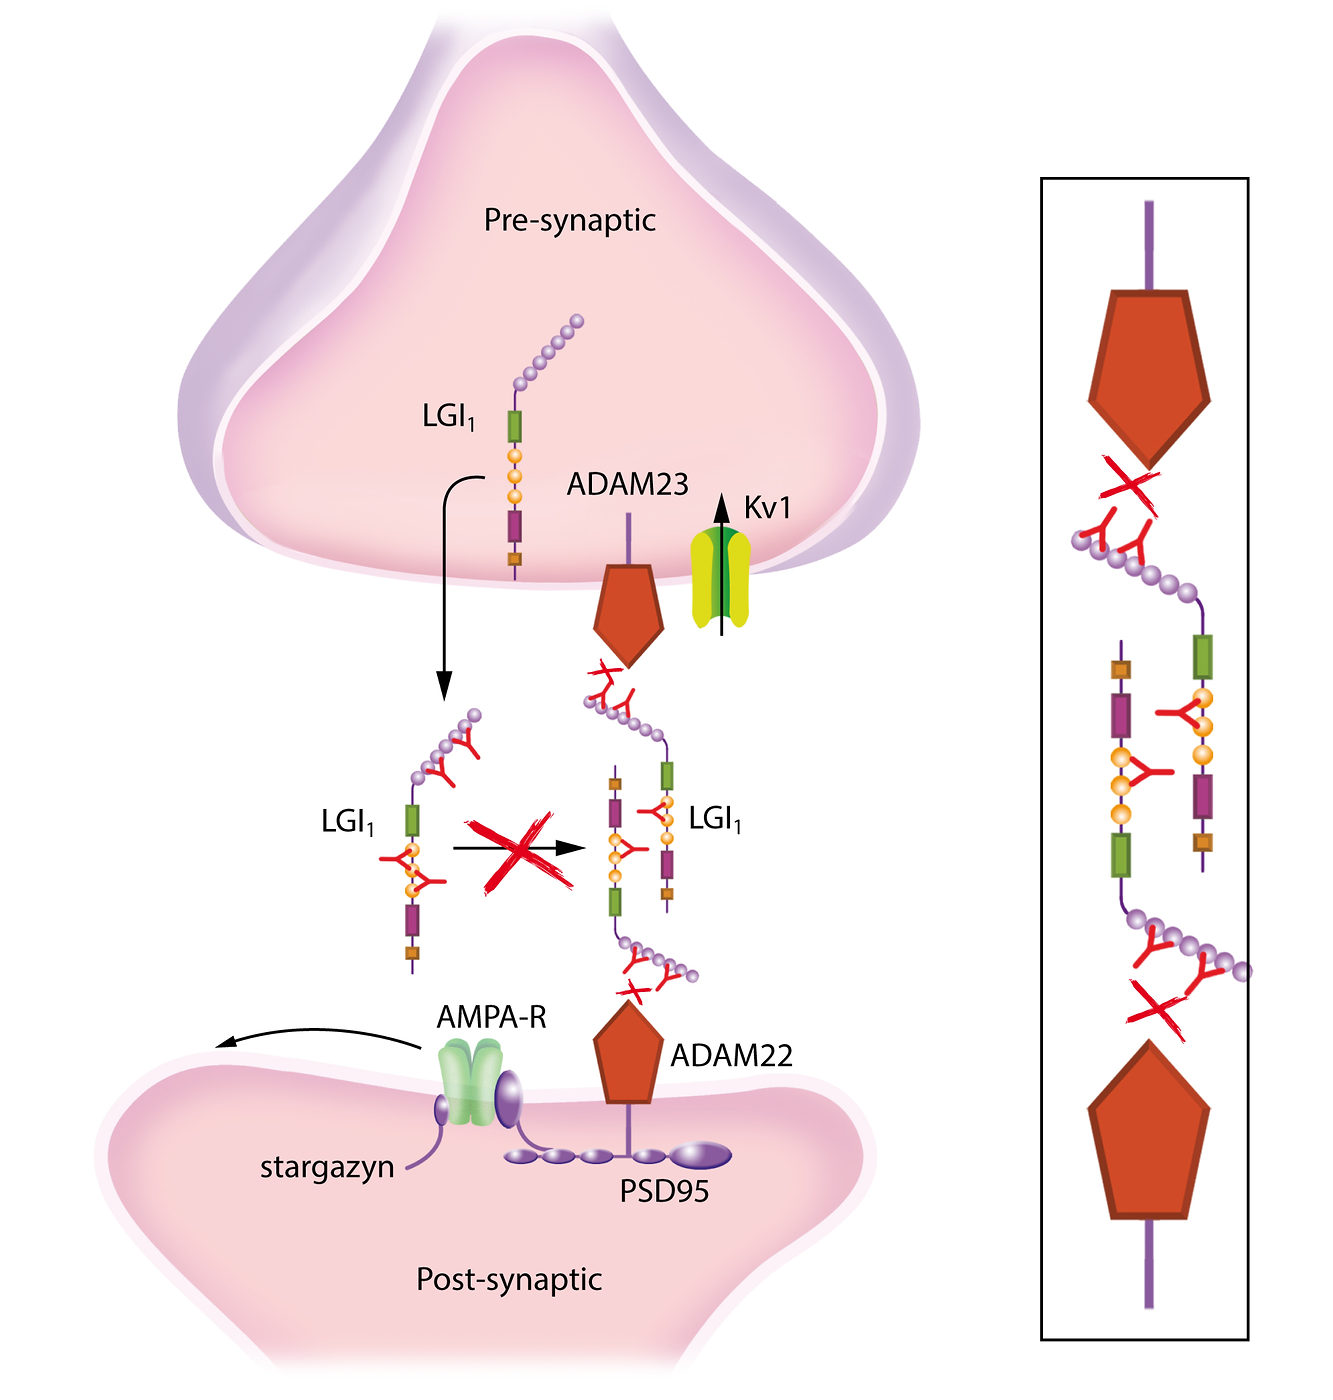 Pre-synaptic
LGI1
ADAM23
Kv1
LGI1
LGI1
AMPA-R
ADAM22
stargazyn
PSD95
Post-synaptic